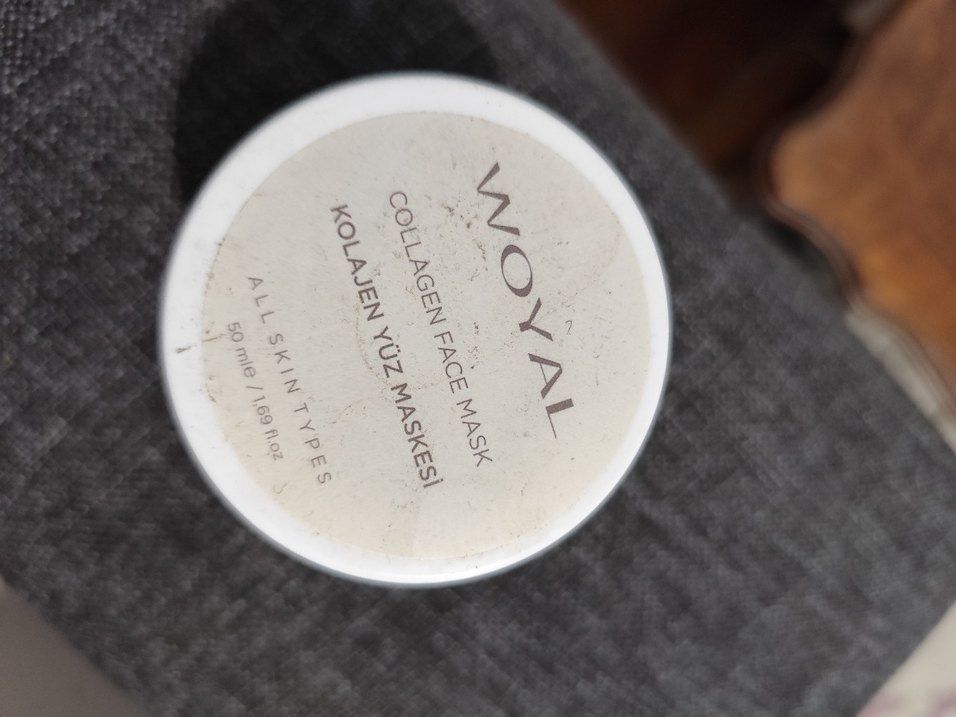 WOYAL
COLLAGEN FACE MASK
KOLAJEN YÜZ MASKESİ
ALL SKIN TYPES
50 mle / 1,69 fl.oz